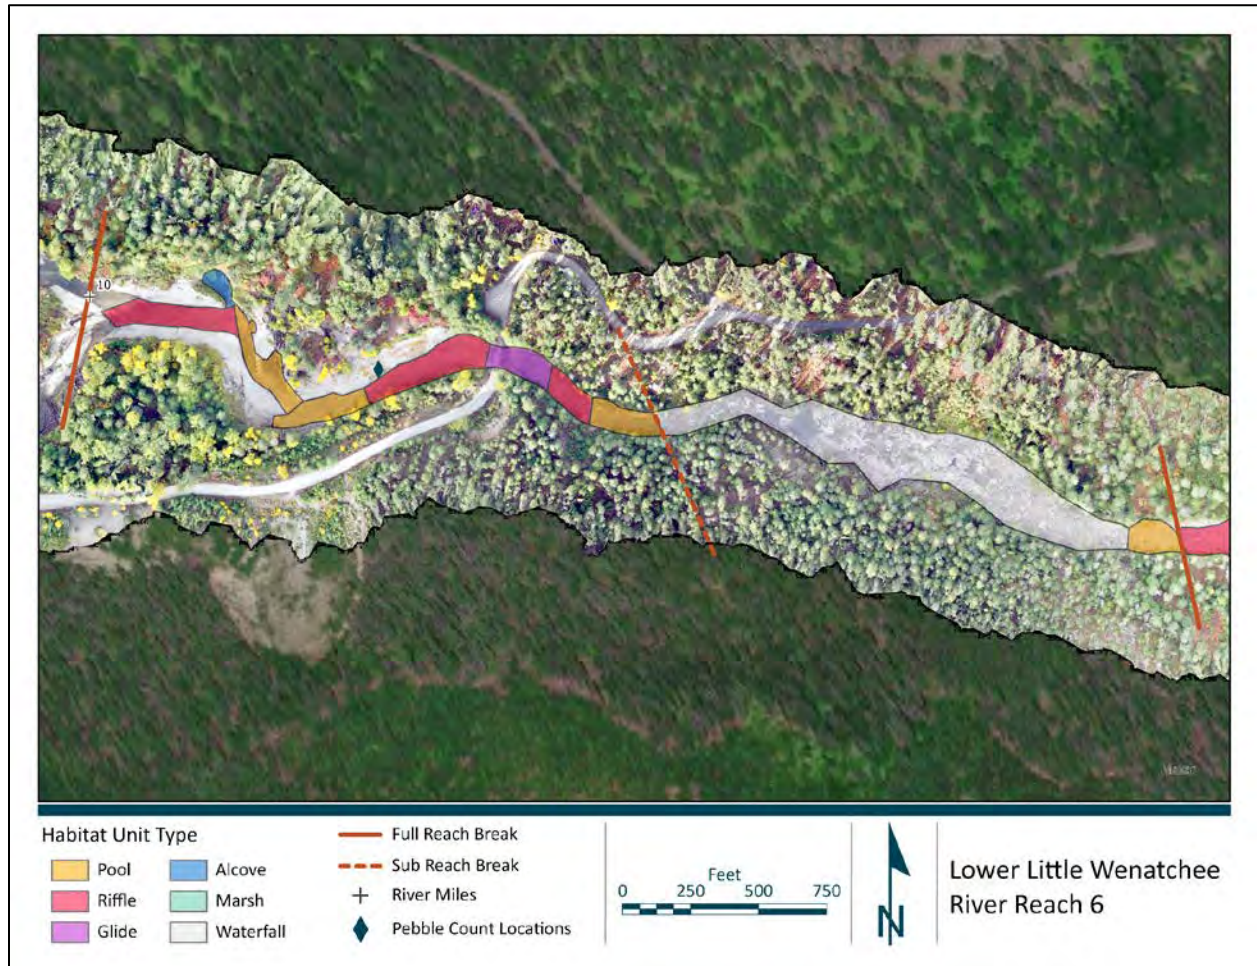 10
Habitat Unit Type
Pool
Riffle
Glide
Alcove
Marsh
Waterfall
Full Reach Break
Sub Reach Break
River Miles
Pebble Count Locations
Feet
0 250 500 750
N
Lower Little Wenatchee
River Reach 6